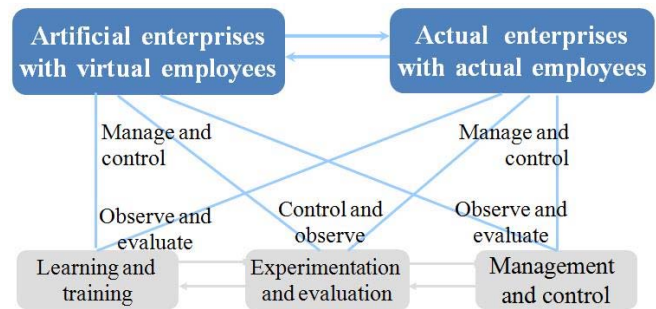 Artificial enterprises
with virtual employees
Actual enterprises
with actual employees
Manage and
control
Manage and
control
Observe and
evaluate
Control and
observe
Observe and
evaluate
Learning and
training
Experimentation
and evaluation
Management
and control